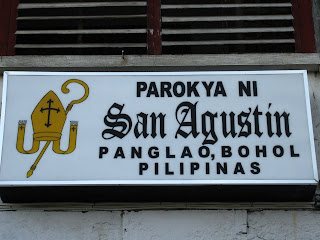 PAROKYA NI
San Agustin
PANGLAO, BOHOL
PILIPINAS